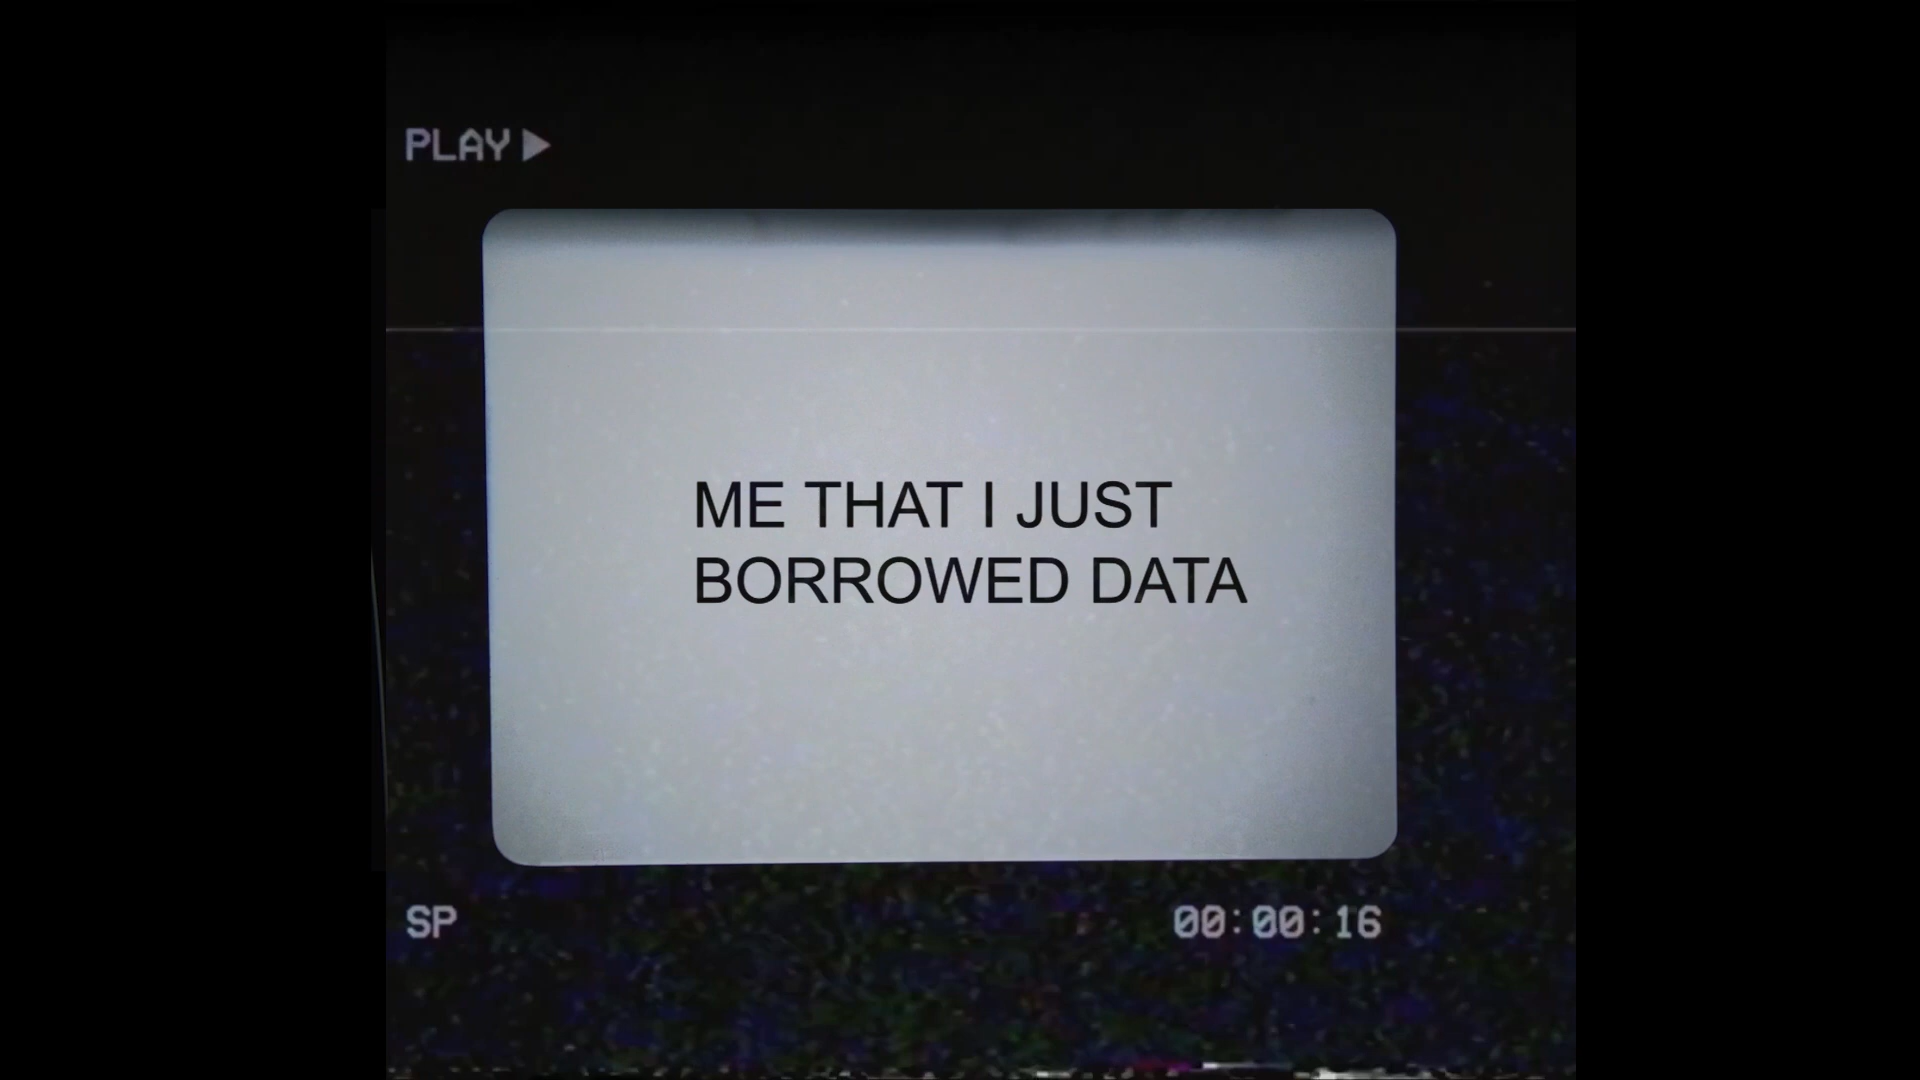 PLAY
ME THAT I JUST
BORROWED DATA
SP
00:00:16